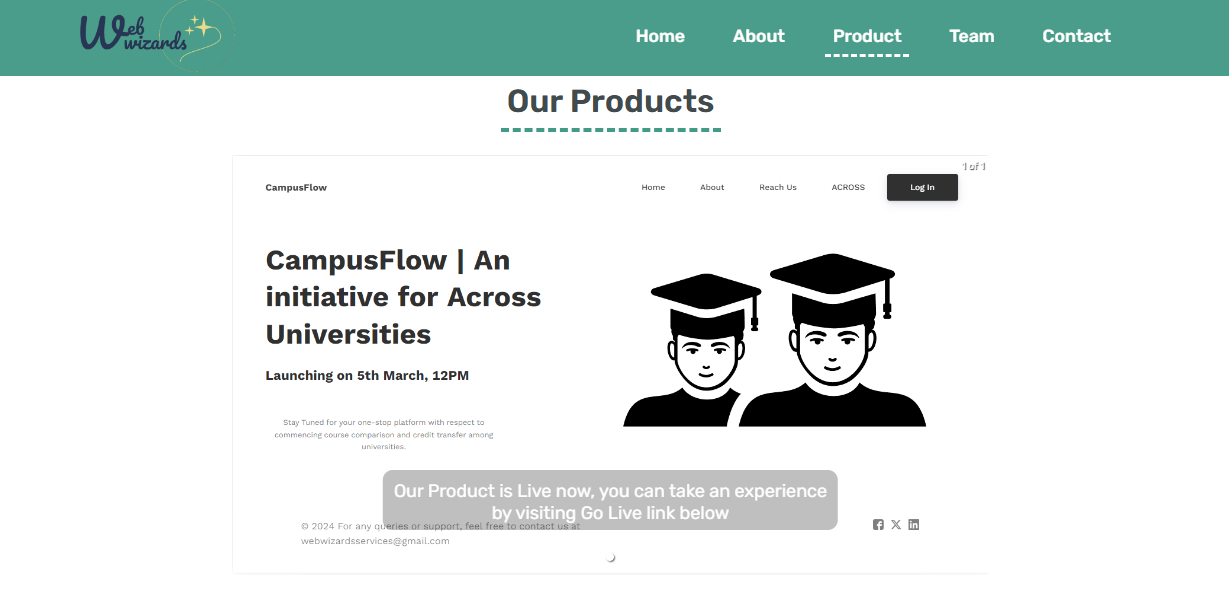 Web
wizards
Home About Product Team Contact
Our Products
1 of 1
CampusFlow Home About Reach Us ACROSS Log In
CampusFlow | An
initiative for Across
Universities
Launching on 5th March, 12PM
Stay Tuned for your one-stop platform with respect to
commencing course comparison and credit transfer among
universities.
Our Product is Live now, you can take an experience
by visiting Go Live link below
© 2024 For any queries or support, feel free to contact us at
webwizardsservices@gmail.com